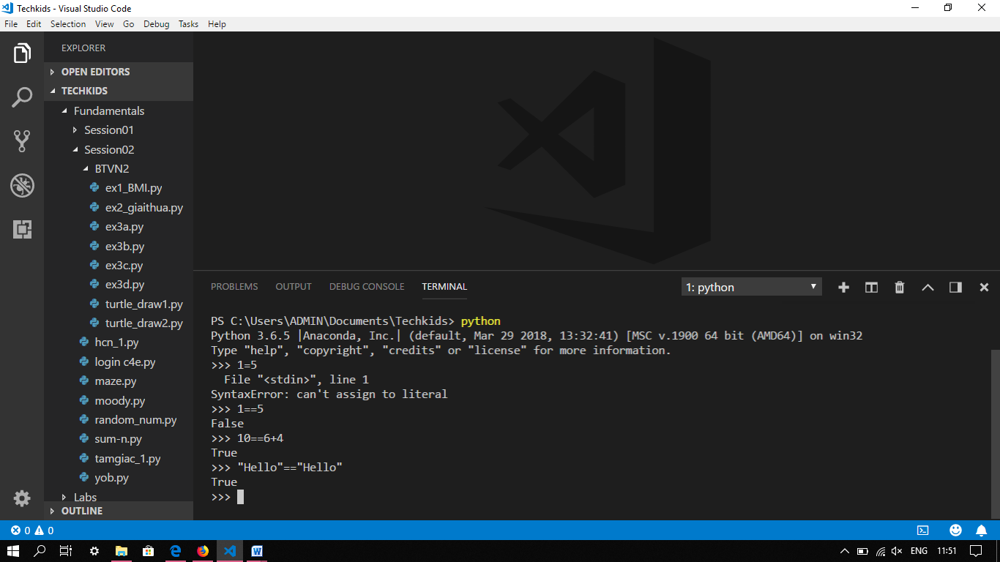 Techkids - Visual Studio Code
File Edit Selection View Go Debug Tasks Help
EXPLORER
OPEN EDITORS
TECHKIDS
Fundamentals
Session01
Session02
BTVN2
ex1_BMI.py
ex2_giaithua.py
ex3a.py
ex3b.py
ex3c.py
ex3d.py
turtle_draw1.py
turtle_draw2.py
hcn_1.py
login c4e.py
maze.py
moody.py
random_num.py
sum-n.py
tamgiac_1.py
yob.py
Labs
OUTLINE
PROBLEMS OUTPUT DEBUG CONSOLE TERMINAL 1: python
PS C:\Users\ADMIN\Documents\Techkids> python
Python 3.6.5 |Anaconda, Inc.| (default, Mar 29 2018, 13:32:41) [MSC v.1900 64 bit (AMD64)] on win32
Type "help", "copyright", "credits" or "license" for more information.
>>> 1=5
  File "<stdin>", line 1
SyntaxError: can't assign to literal
>>> 1==5
False
>>> 10==6+4
True
>>> "Hello"=="Hello"
True
>>>
0 0
ENG 11:51